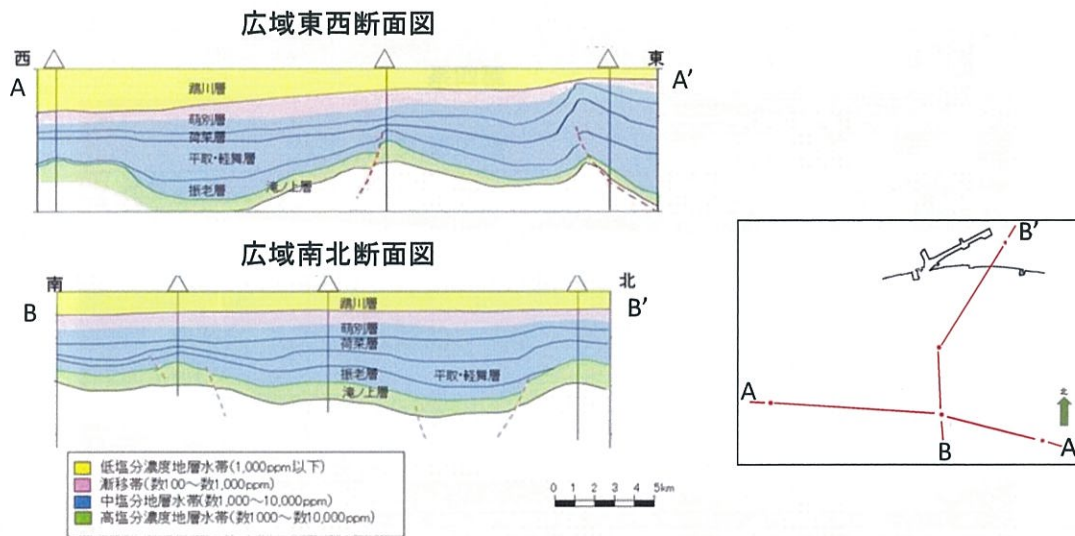 広域東西断面図
西
東
A
A’
鵡川層
萌別層
荷菜層
平取・軽舞層
振老層
滝ノ上層
広域南北断面図
南
北
B
B’
鵡川層
萌別層
荷菜層
振老層
平取・軽舞層
滝ノ上層
低塩分濃度地層水帯(1,000ppm以下)
漸移帯(数100～数1,000ppm)
中塩分地層水帯(数1,000～10,000ppm)
高塩分濃度地層水帯(数1000～数10,000ppm)
0 1 2 3 4 5km
B’
A
北
B
A